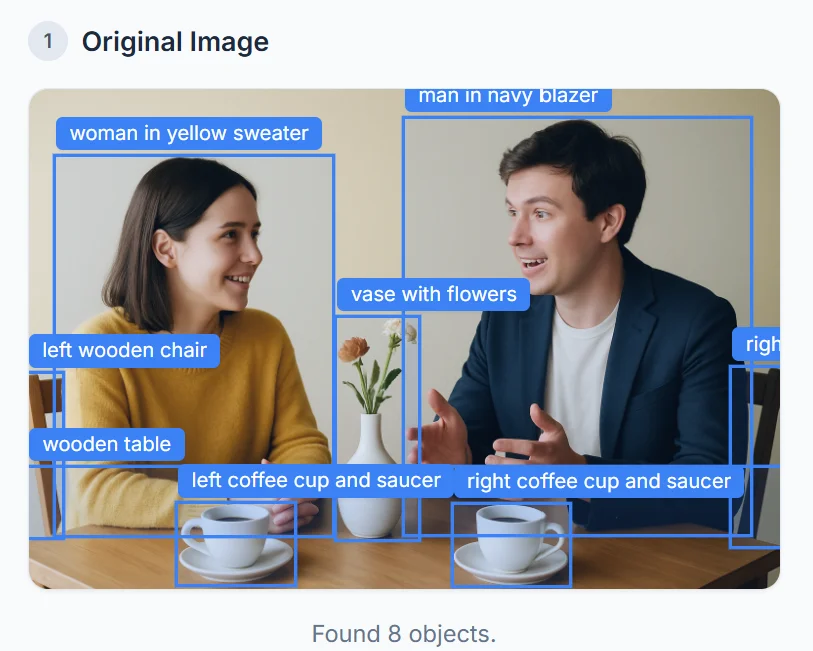 1 Original Image
man in navy blazer
woman in yellow sweater
vase with flowers
left wooden chair
righ
wooden table
left coffee cup and saucer
right coffee cup and saucer
Found 8 objects.